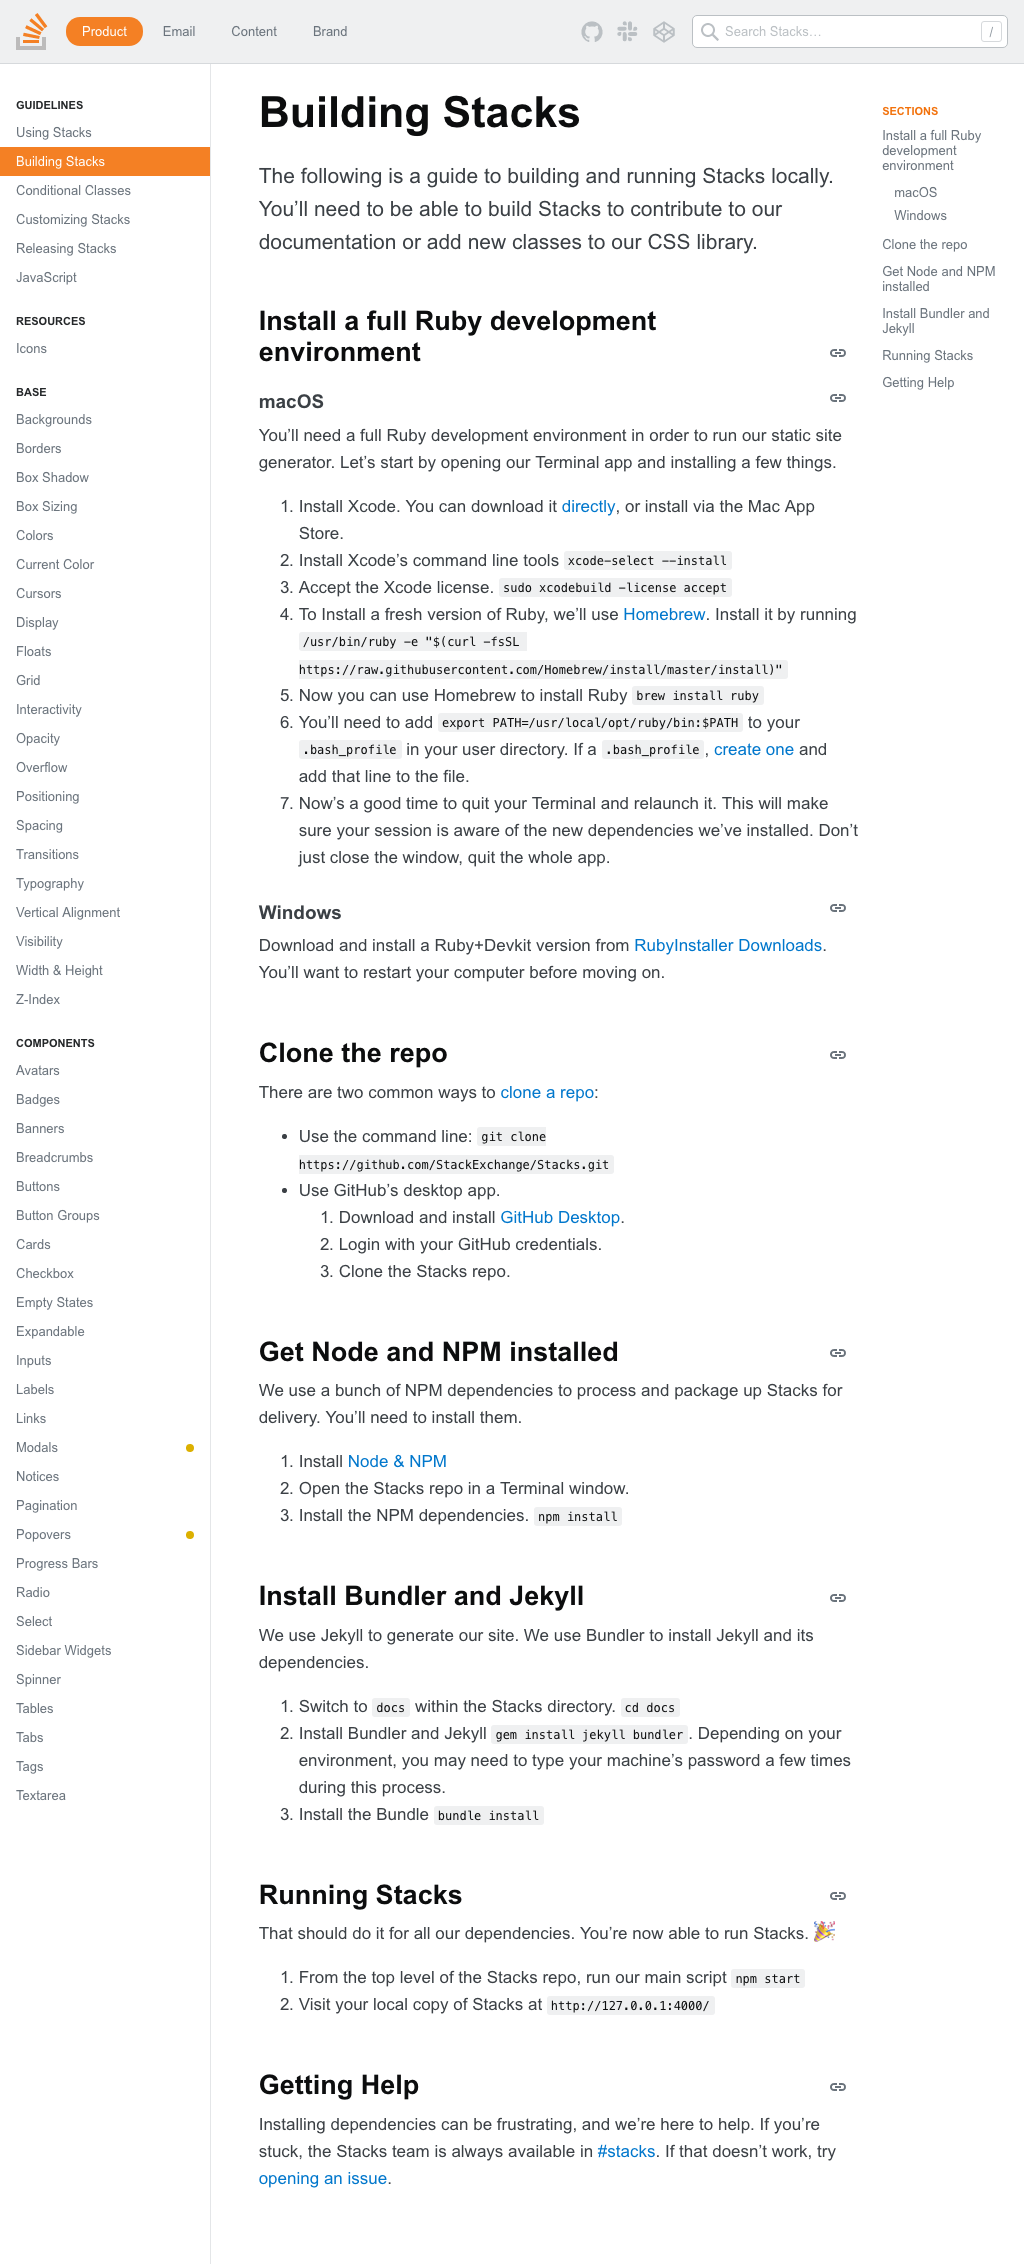 Product
Email
Content
Brand
Search Stacks…
/
GUIDELINES
Using Stacks
Building Stacks
Conditional Classes
Customizing Stacks
Releasing Stacks
JavaScript
RESOURCES
Icons
BASE
Backgrounds
Borders
Box Shadow
Box Sizing
Colors
Current Color
Cursors
Display
Floats
Grid
Interactivity
Opacity
Overflow
Positioning
Spacing
Transitions
Typography
Vertical Alignment
Visibility
Width & Height
Z-Index
COMPONENTS
Avatars
Badges
Banners
Breadcrumbs
Buttons
Button Groups
Cards
Checkbox
Empty States
Expandable
Inputs
Labels
Links
Modals
Notices
Pagination
Popovers
Progress Bars
Radio
Select
Sidebar Widgets
Spinner
Tables
Tabs
Tags
Textarea
Building Stacks
The following is a guide to building and running Stacks locally.
You’ll need to be able to build Stacks to contribute to our
documentation or add new classes to our CSS library.
Install a full Ruby development
environment
macOS
You’ll need a full Ruby development environment in order to run our static site
generator. Let’s start by opening our Terminal app and installing a few things.
1. Install Xcode. You can download it directly, or install via the Mac App
Store.
2. Install Xcode’s command line tools xcode-select --install
3. Accept the Xcode license. sudo xcodebuild -license accept
4. To Install a fresh version of Ruby, we’ll use Homebrew. Install it by running
/usr/bin/ruby -e "$(curl -fsSL
https://raw.githubusercontent.com/Homebrew/install/master/install)"
5. Now you can use Homebrew to install Ruby brew install ruby
6. You’ll need to add export PATH=/usr/local/opt/ruby/bin:$PATH to your
.bash_profile in your user directory. If a .bash_profile , create one and
add that line to the file.
7. Now’s a good time to quit your Terminal and relaunch it. This will make
sure your session is aware of the new dependencies we’ve installed. Don’t
just close the window, quit the whole app.
Windows
Download and install a Ruby+Devkit version from RubyInstaller Downloads.
You’ll want to restart your computer before moving on.
Clone the repo
There are two common ways to clone a repo:
• Use the command line: git clone
https://github.com/StackExchange/Stacks.git
• Use GitHub’s desktop app.
1. Download and install GitHub Desktop.
2. Login with your GitHub credentials.
3. Clone the Stacks repo.
Get Node and NPM installed
We use a bunch of NPM dependencies to process and package up Stacks for
delivery. You’ll need to install them.
1. Install Node & NPM
2. Open the Stacks repo in a Terminal window.
3. Install the NPM dependencies. npm install
Install Bundler and Jekyll
We use Jekyll to generate our site. We use Bundler to install Jekyll and its
dependencies.
1. Switch to docs within the Stacks directory. cd docs
2. Install Bundler and Jekyll gem install jekyll bundler . Depending on your
environment, you may need to type your machine’s password a few times
during this process.
3. Install the Bundle bundle install
Running Stacks
That should do it for all our dependencies. You’re now able to run Stacks. 🎉
1. From the top level of the Stacks repo, run our main script npm start
2. Visit your local copy of Stacks at http://127.0.0.1:4000/
Getting Help
Installing dependencies can be frustrating, and we’re here to help. If you’re
stuck, the Stacks team is always available in #stacks. If that doesn’t work, try
opening an issue.
SECTIONS
Install a full Ruby
development
environment
macOS
Windows
Clone the repo
Get Node and NPM
installed
Install Bundler and
Jekyll
Running Stacks
Getting Help